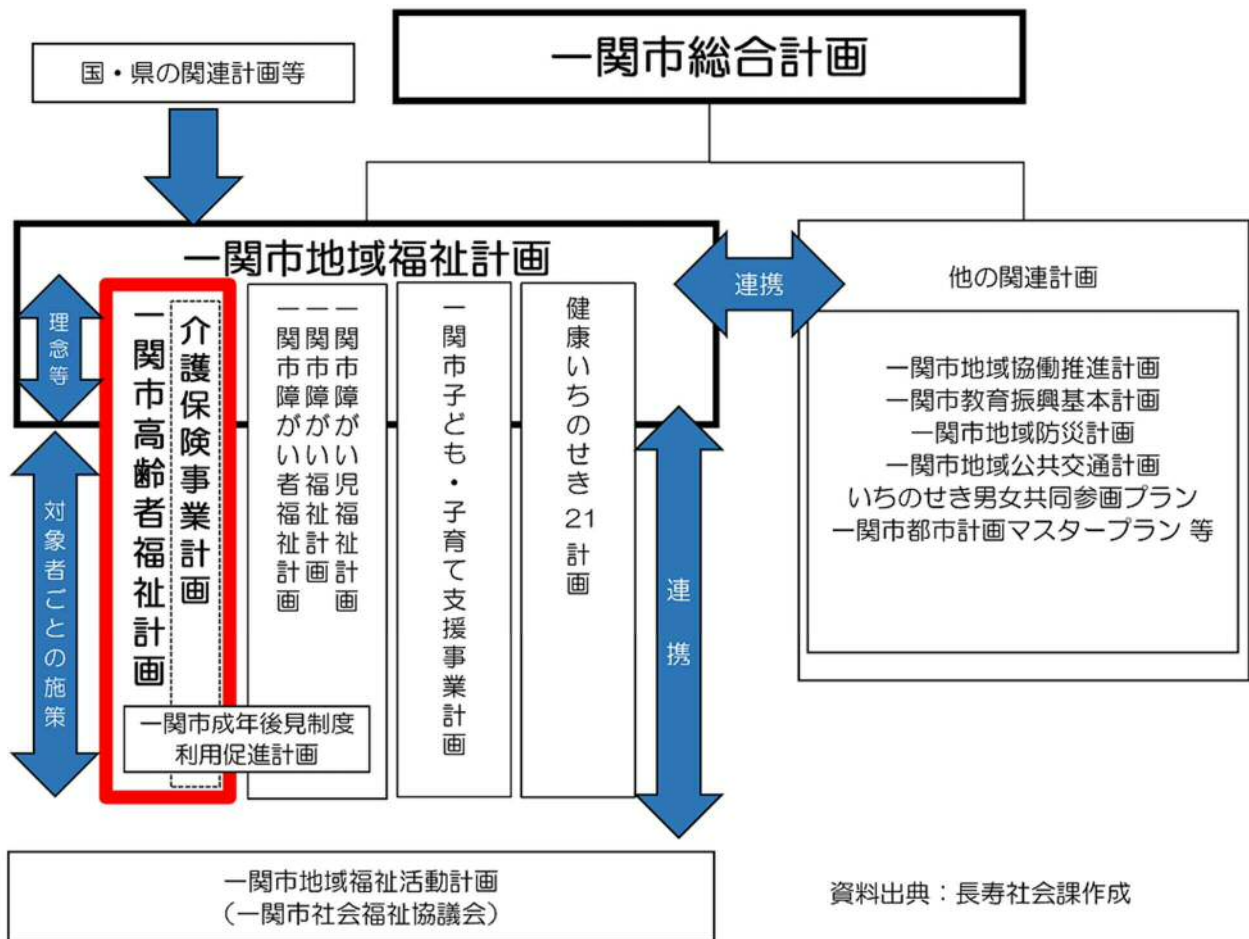 一関市総合計画
国・県の関連計画等
一関市地域福祉計画
連携
他の関連計画
一関市地域協働推進計画
一関市教育振興基本計画
一関市地域防災計画
一関市地域公共交通計画
いちのせき男女共同参画プラン
一関市都市計画マスタープラン 等
理念等
対象者ごとの施策
介護保険事業計画
一関市高齢者福祉計画
一関市障がい児福祉計画
一関市障がい福祉計画
一関市障がい者福祉計画
一関市成年後見制度
利用促進計画
一関市子ども・子育て支援事業計画
健康いちのせき21計画
連携
一関市地域福祉活動計画
（一関市社会福祉協議会）
資料出典：長寿社会課作成